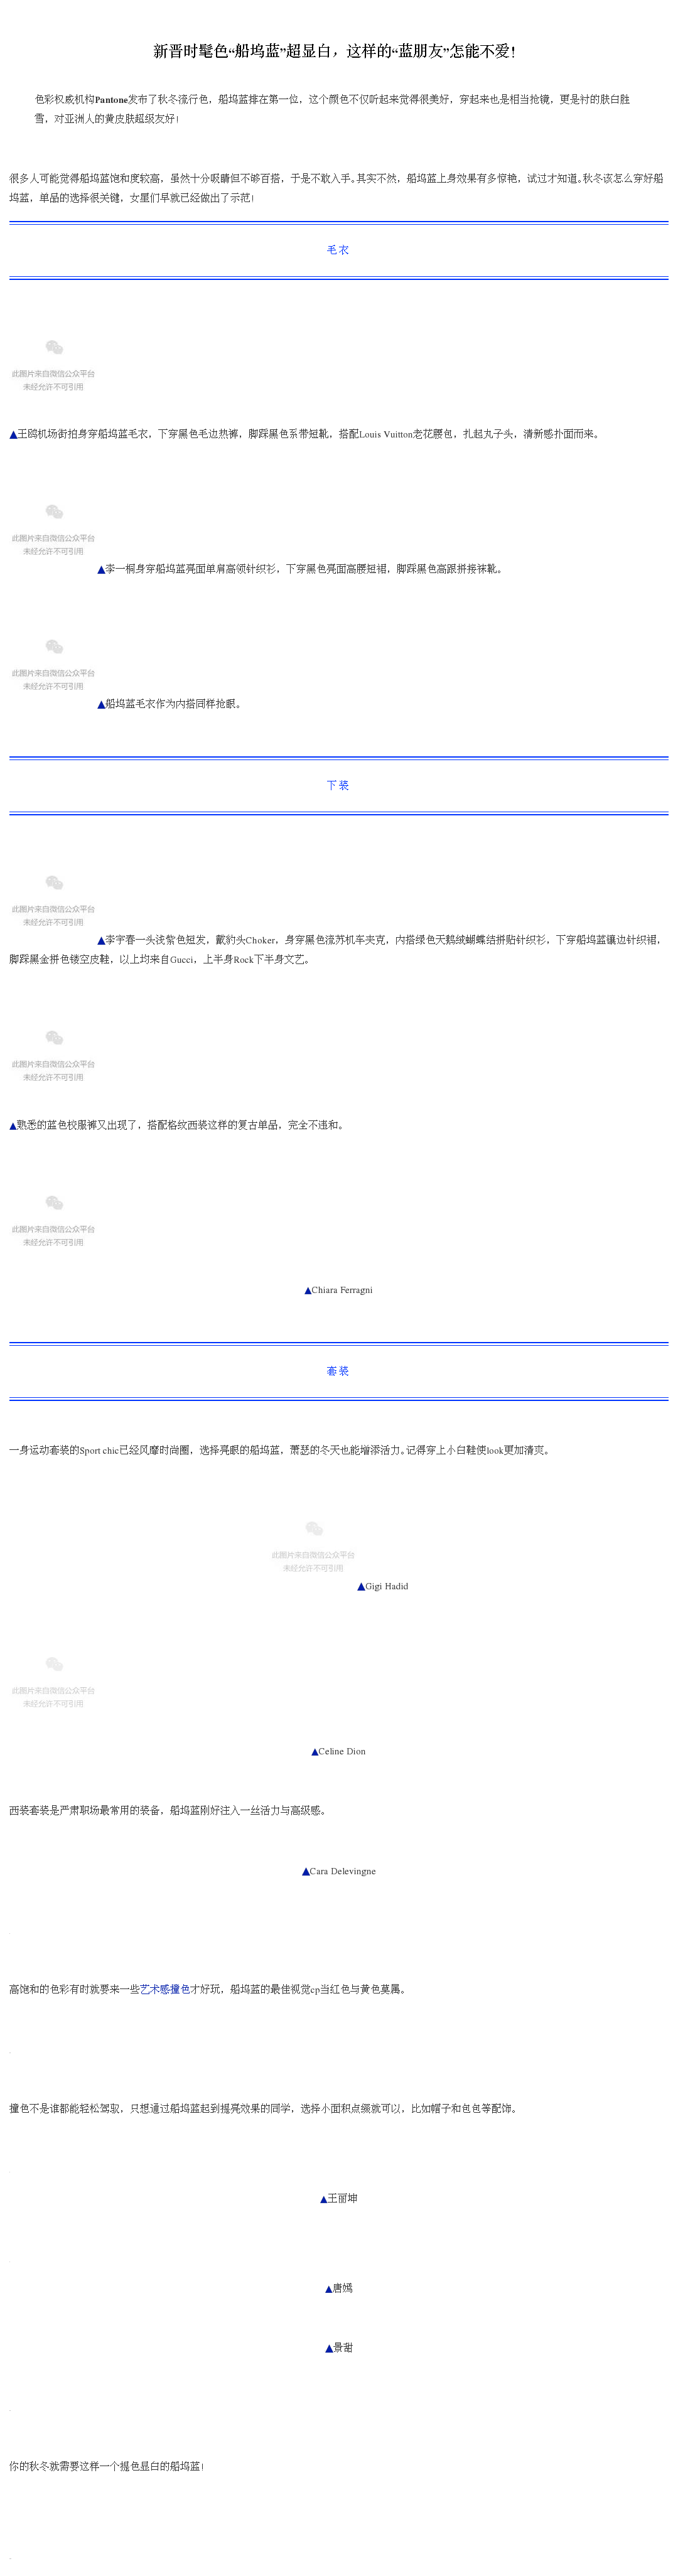 新晋时髦色“船坞蓝”超显白，这样的“蓝朋友”怎能不爱！
色彩权威机构Pantone发布了秋冬流行色，船坞蓝排在第一位，这个颜色不仅听起来觉得很美好，穿起来也是相当抢镜，更是衬的肤白胜
雪，对亚洲人的黄皮肤超级友好！
很多人可能觉得船坞蓝饱和度较高，虽然十分吸睛但不够百搭，于是不敢入手。其实不然，船坞蓝上身效果有多惊艳，试过才知道。秋冬该怎么穿好船
坞蓝，单品的选择很关键，女星们早就已经做出了示范！
毛衣
此图片来自微信公众平台
未经允许不可引用
▲王鸥机场街拍身穿船坞蓝毛衣，下穿黑色毛边热裤，脚踩黑色系带短靴，搭配Louis Vuitton老花腰包，扎起丸子头，清新感扑面而来。
此图片来自微信公众平台
未经允许不可引用
▲李一桐身穿船坞蓝亮面单肩高领针织衫，下穿黑色亮面高腰短裙，脚踩黑色高跟拼接袜靴。
此图片来自微信公众平台
未经允许不可引用
▲船坞蓝毛衣作为内搭同样抢眼。
下装
此图片来自微信公众平台
未经允许不可引用
▲李宇春一头浅紫色短发，戴豹头Choker，身穿黑色流苏机车夹克，内搭绿色天鹅绒蝴蝶结拼贴针织衫，下穿船坞蓝镶边针织裙，
脚踩黑金拼色镂空皮鞋，以上均来自Gucci，上半身Rock下半身文艺。
此图片来自微信公众平台
未经允许不可引用
▲熟悉的蓝色校服裤又出现了，搭配格纹西装这样的复古单品，完全不违和。
此图片来自微信公众平台
未经允许不可引用
▲Chiara Ferragni
套装
一身运动套装的Sport chic已经风靡时尚圈，选择亮眼的船坞蓝，萧瑟的冬天也能增添活力。记得穿上小白鞋使look更加清爽。
此图片来自微信公众平台
未经允许不可引用
▲Gigi Hadid
此图片来自微信公众平台
未经允许不可引用
▲Celine Dion
西装套装是严肃职场最常用的装备，船坞蓝刚好注入一丝活力与高级感。
▲Cara Delevingne
高饱和的色彩有时就要来一些艺术感撞色才好玩，船坞蓝的最佳视觉cp当红色与黄色莫属。
撞色不是谁都能轻松驾驭，只想通过船坞蓝起到提亮效果的同学，选择小面积点缀就可以，比如帽子和包包等配饰。
▲王丽坤
▲唐嫣
▲景甜
你的秋冬就需要这样一个提色显白的船坞蓝！